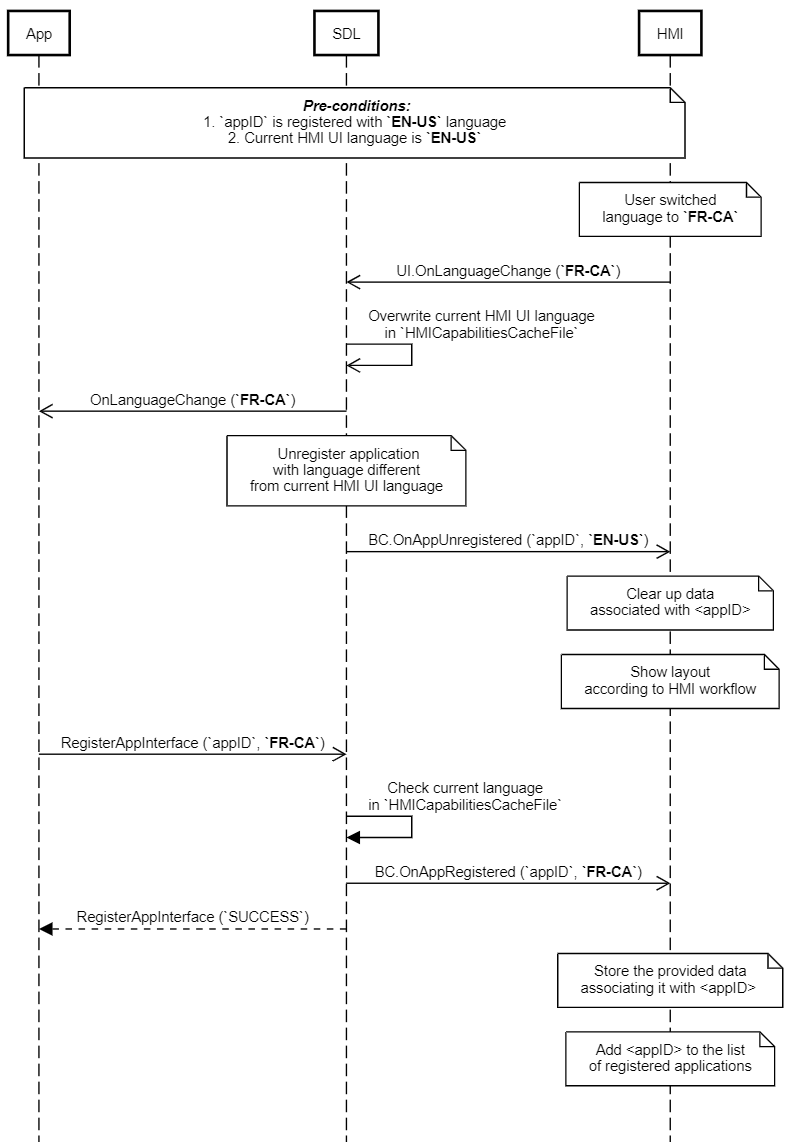 App
SDL
HMI
Pre-conditions:
1. `appID` is registered with `EN-US` language
2. Current HMI UI language is `EN-US`
User switched
language to `FR-CA`
UI.OnLanguageChange (`FR-CA`)
Overwrite current HMI UI language
in `HMICapabilitiesCacheFile`
OnLanguageChange (`FR-CA`)
Unregister application
with language different
from current HMI UI language
BC.OnAppUnregistered (`appID`, `EN-US`)
Clear up data
associated with <appID>
Show layout
according to HMI workflow
RegisterAppInterface (`appID`, `FR-CA`)
Check current language
in `HMICapabilitiesCacheFile`
BC.OnAppRegistered (`appID`, `FR-CA`)
RegisterAppInterface (`SUCCESS`)
Store the provided data
associating it with <appID>
Add <appID> to the list
of registered applications